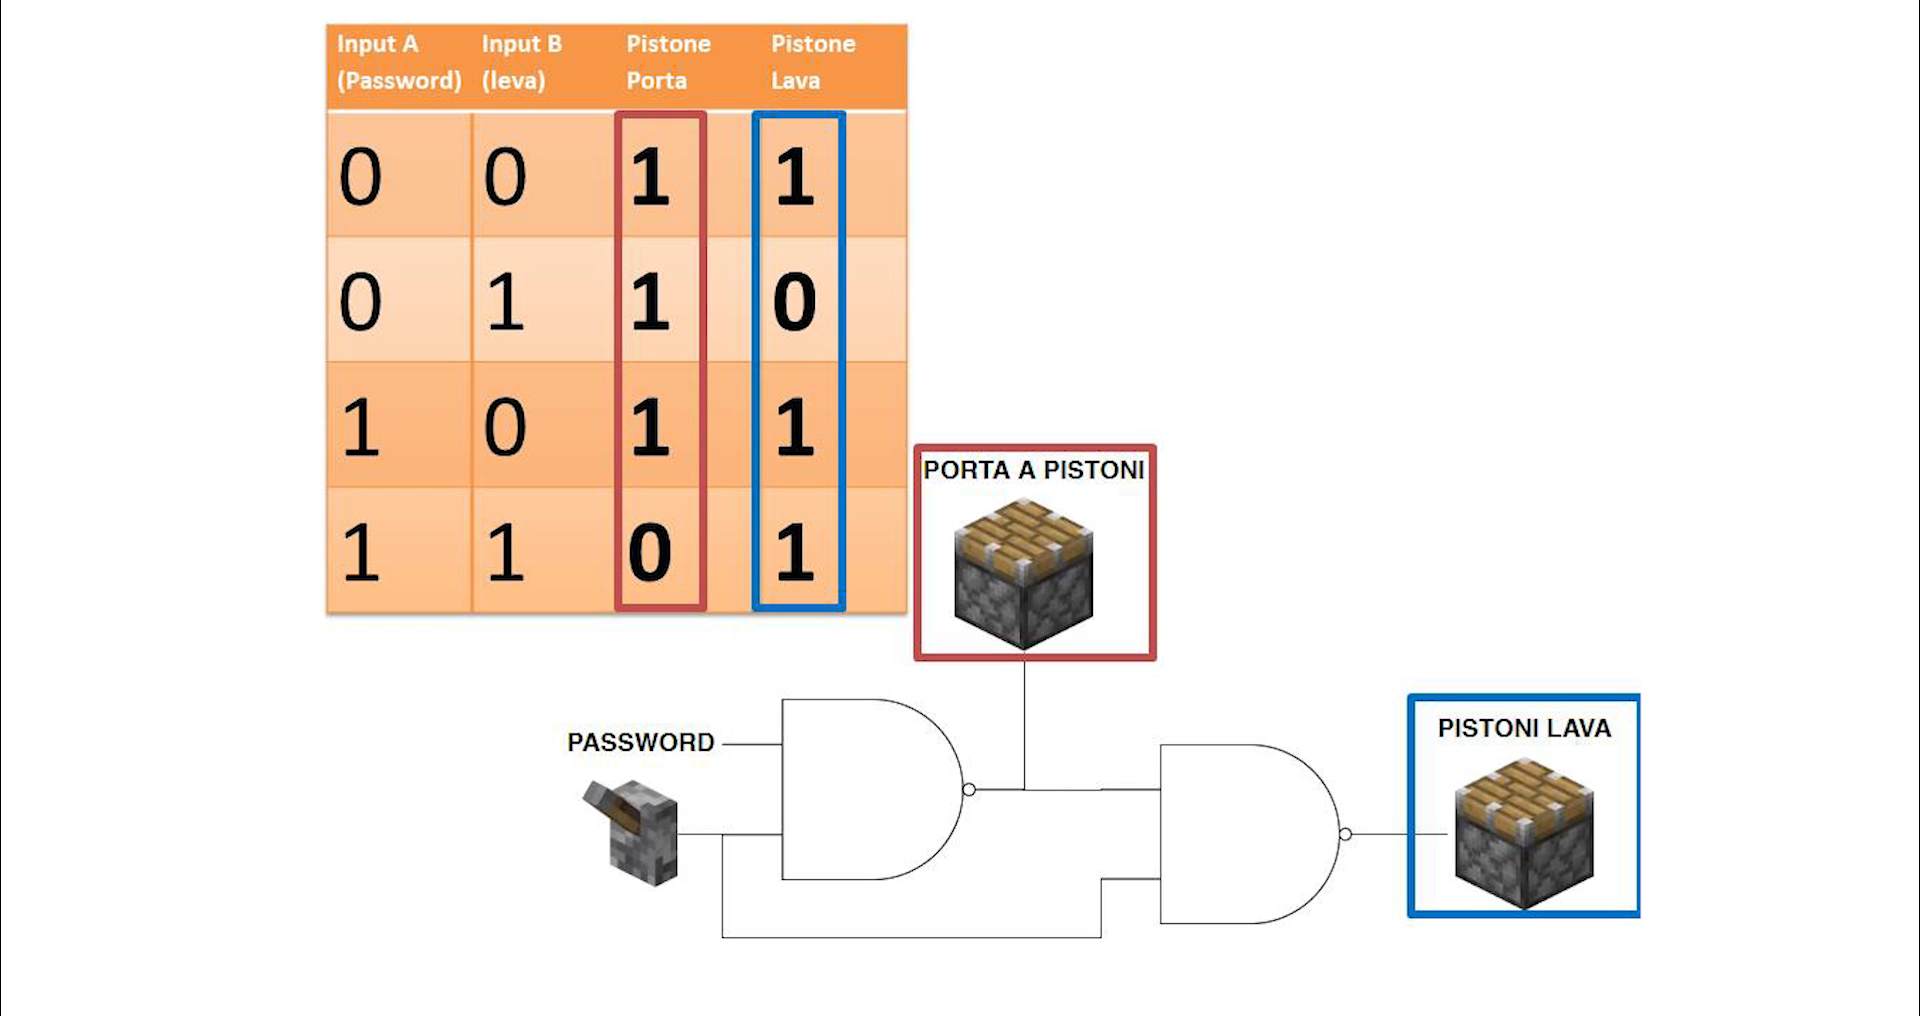 Input A (Password) Input B (leva) Pistone Porta Pistone Lava
0 0 1 1
0 1 1 0
1 0 1 1
1 1 0 1
PORTA A PISTONI
PASSWORD
PISTONI LAVA